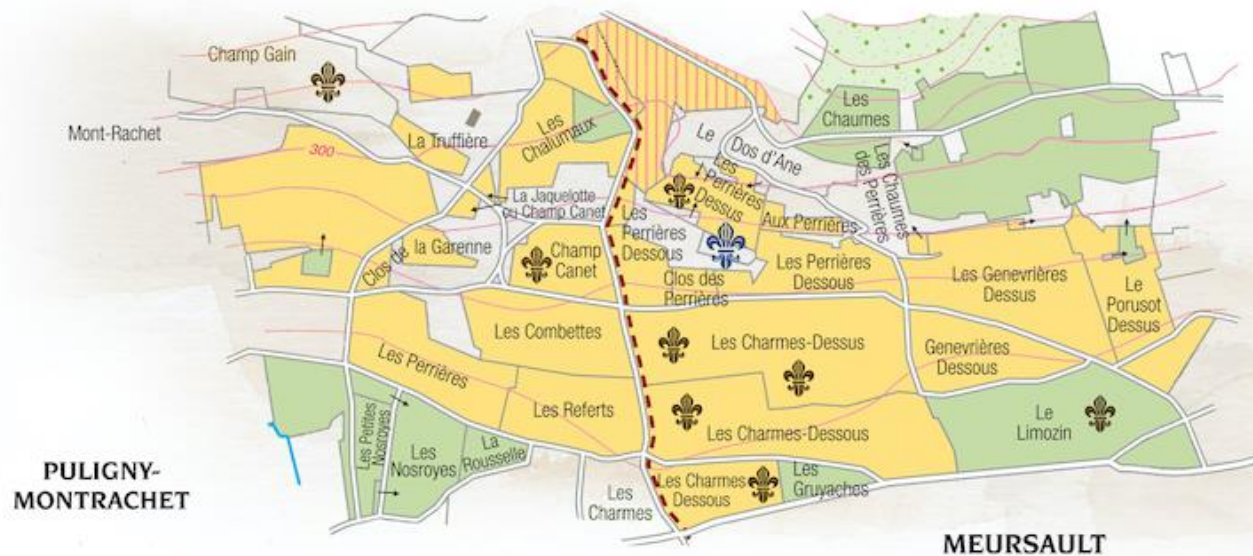 Champ Gain
Mont-Rachet
300
La Truffière
Les
Chalumaux
La Jaquelotte
ou Champ Canet
Clos de
la Garenne
Champ
Canet
Les
Perrières
Dessous
Le
Dos d'Ane
Les
Perrières
Dessus
Aux Perrières
Clos des
Perrières
Les Perrières
Dessous
Les
Chaumes
Les Chaumes
des Perrières
Les Genevrières
Dessus
Le
Porusot
Dessus
Les Combettes
Les Perrières
Les Referts
Les Charmes-Dessus
Genevrières
Dessous
Les Charmes-Dessous
Le
Limozin
Les Petites
Nosroyes
Les
Nosroyes
La
Rousselle
Les
Charmes
Les Charmes
Dessous
Les
Gruyaches
PULIGNY-
MONTRACHET
MEURSAULT